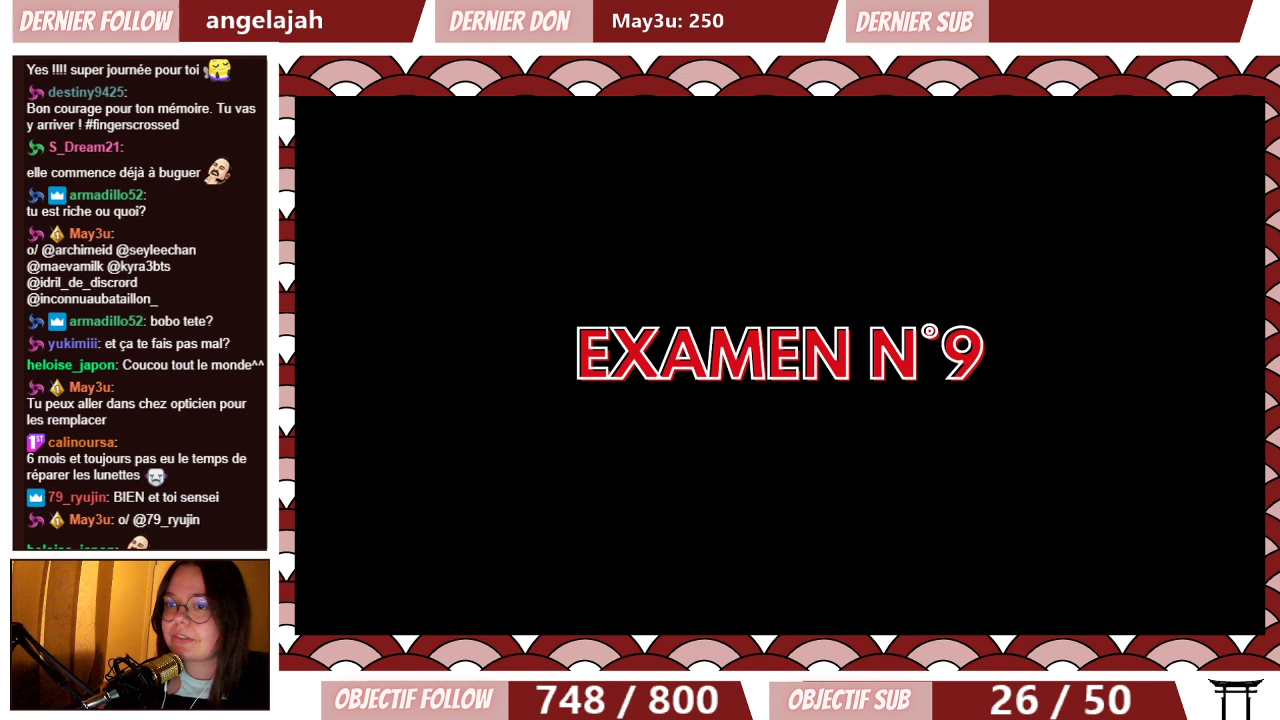 DERNIER FOLLOW angelajah DERNIER DON May3u: 250 DERNIER SUB
Yes !!!! super journée pour toi
destiny9425:
Bon courage pour ton mémoire. Tu vas
y arriver ! #fingerscrossed
S_Dream21:
elle commence déjà à buguer
armadillo52:
tu est riche ou quoi?
May3u:
o/ @archimeid @seyleechan
@maevamilk @kyra3bts
@idril_de_discrord
@inconnuaubataillon_
armadillo52: bobo tete?
yukimiii: et ça te fais pas mal?
heloise_japon: Coucou tout le monde^^
May3u:
Tu peux aller dans chez opticien pour
les remplacer
1ST calinoursa:
6 mois et toujours pas eu le temps de
réparer les lunettes
79_ryujin: BIEN et toi sensei
May3u: o/ @79_ryujin
EXAMEN N°9
OBJECTIF FOLLOW 748 / 800 OBJECTIF SUB 26 / 50